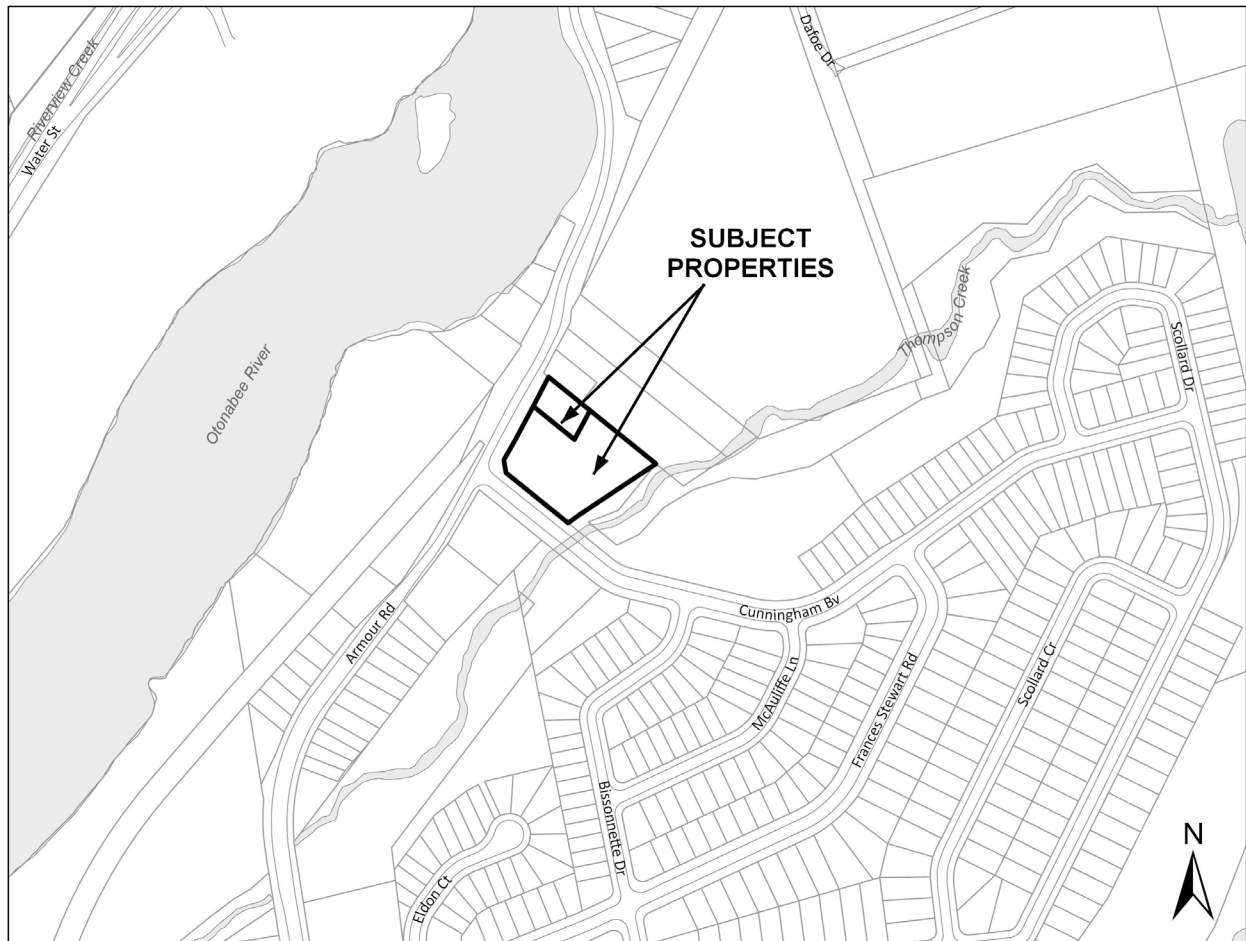 Riverview Creek
Water St
Dafoe Dr
SUBJECT
PROPERTIES
Otonabee River
Thompson Creek
Scollard Dr
Armour Rd
Cunningham Bv
McAuliffe Ln
Frances Stewart Rd
Scollard Cr
Bissonnette Dr
Eldon Ct
N